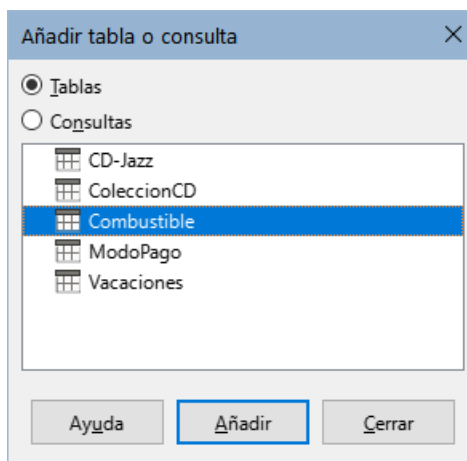 Añadir tabla o consulta
Tablas
Consultas
CD-Jazz
ColeccionCD
Combustible
ModoPago
Vacaciones
Ayuda Añadir Cerrar